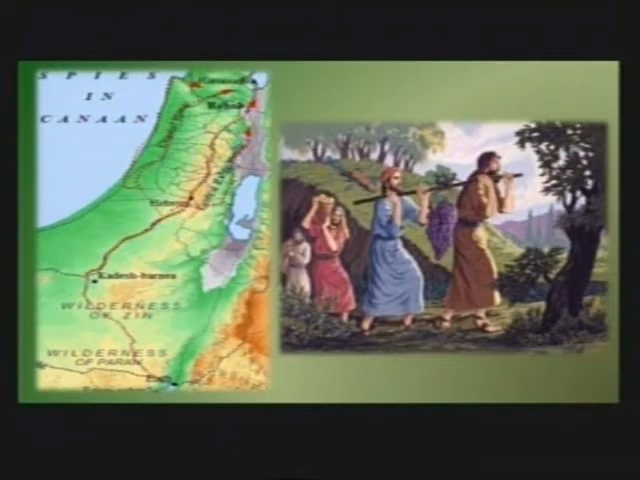 SPIES
IN
CANAAN
Rehob
Hebron
Kadesh-barnea
WILDERNESS
OF ZIN
WILDERNESS
OF PARAN